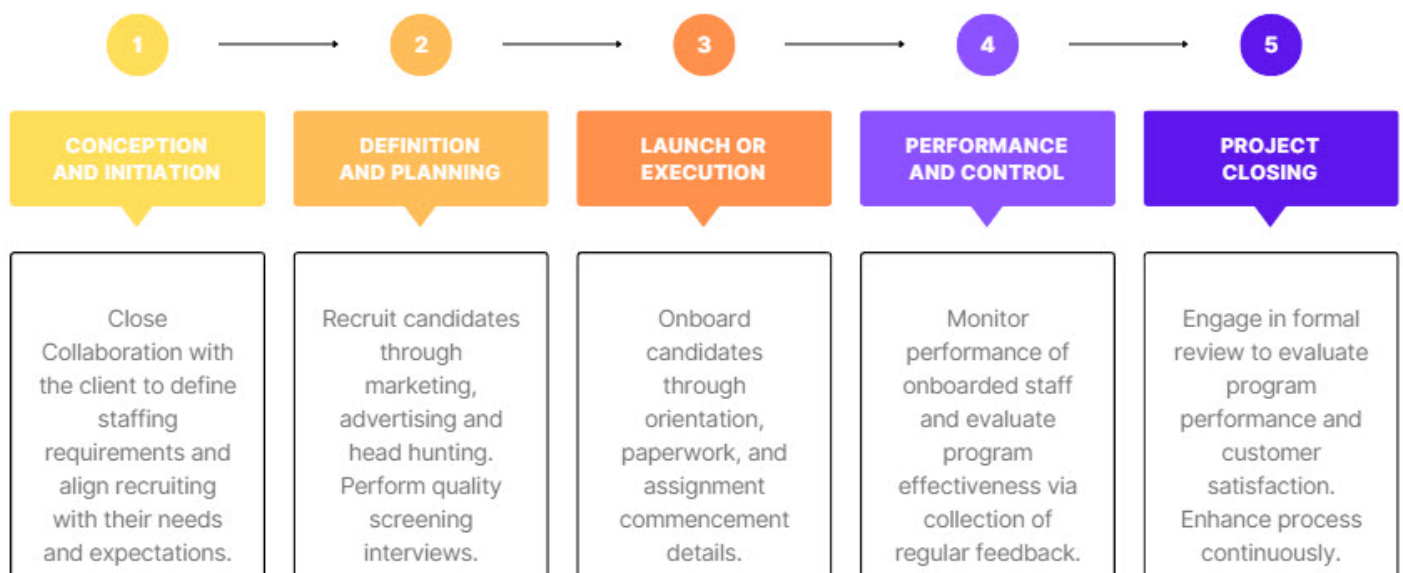 1
2
3
4
5
CONCEPTION
AND INITIATION
DEFINITION
AND PLANNING
LAUNCH OR
EXECUTION
PERFORMANCE
AND CONTROL
PROJECT
CLOSING
Close
Collaboration with
the client to define
staffing
requirements and
align recruiting
with their needs
and expectations.
Recruit candidates
through
marketing,
advertising and
head hunting.
Perform quality
screening
interviews.
Onboard
candidates
through
orientation,
paperwork, and
assignment
commencement
details.
Monitor
performance of
onboarded staff
and evaluate
program
effectiveness via
collection of
regular feedback.
Engage in formal
review to evaluate
program
performance and
customer
satisfaction.
Enhance process
continuously.